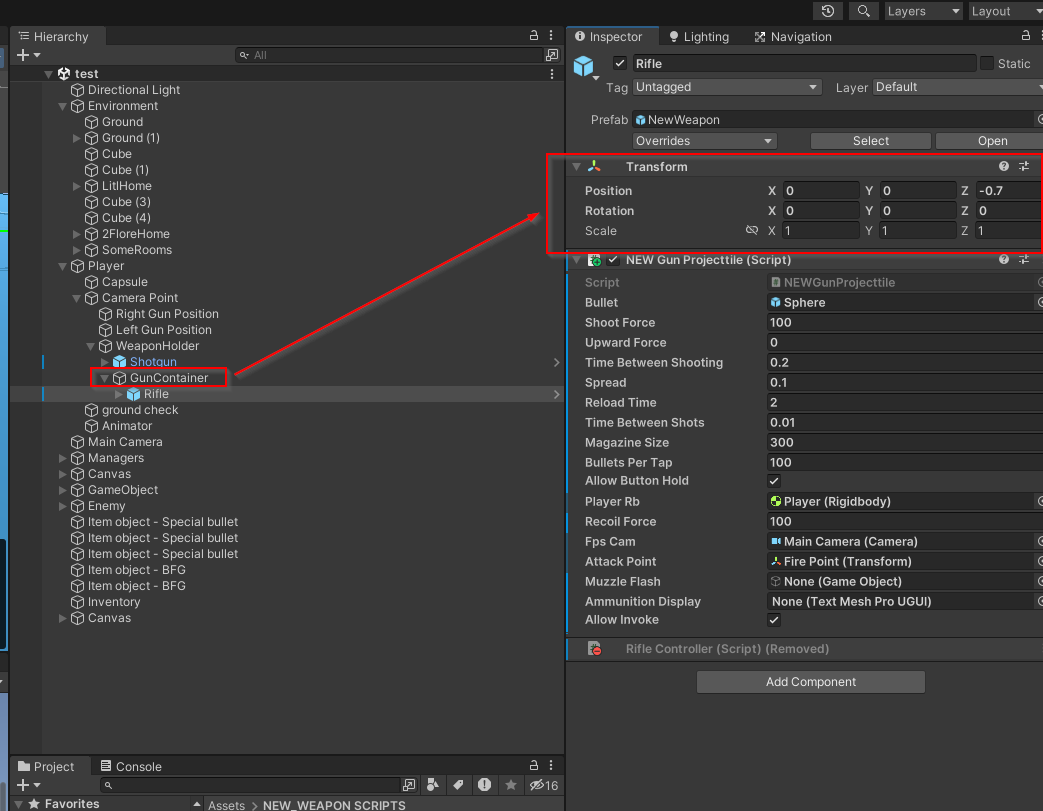 Layers
Layout
Hierarchy
All
test
Directional Light
Environment
Ground
Ground (1)
Cube
Cube (1)
LitlHome
Cube (3)
Cube (4)
2FloreHome
SomeRooms
Player
Capsule
Camera Point
Right Gun Position
Left Gun Position
WeaponHolder
Shotgun
GunContainer
Rifle
ground check
Animator
Main Camera
Managers
Canvas
GameObject
Enemy
Item object - Special bullet
Item object - Special bullet
Item object - Special bullet
Item object - BFG
Item object - BFG
Inventory
Canvas
Inspector Lighting Navigation
Rifle Static
Tag Untagged Layer Default
Prefab NewWeapon
Overrides Select Open
Transform
Position X 0 Y 0 Z -0.7
Rotation X 0 Y 0 Z 0
Scale X 1 Y 1 Z 1
NEW Gun Projecttile (Script)
Script NEWGunProjecttile
Bullet Sphere
Shoot Force 100
Upward Force 0
Time Between Shooting 0.2
Spread 0.1
Reload Time 2
Time Between Shots 0.01
Magazine Size 300
Bullets Per Tap 100
Allow Button Hold
Player Rb Player (Rigidbody)
Recoil Force 100
Fps Cam Main Camera (Camera)
Attack Point Fire Point (Transform)
Muzzle Flash None (Game Object)
Ammunition Display None (Text Mesh Pro UGUI)
Allow Invoke
Rifle Controller (Script) (Removed)
Add Component
Project Console
16
Favorites
Assets > NEW_WEAPON SCRIPTS